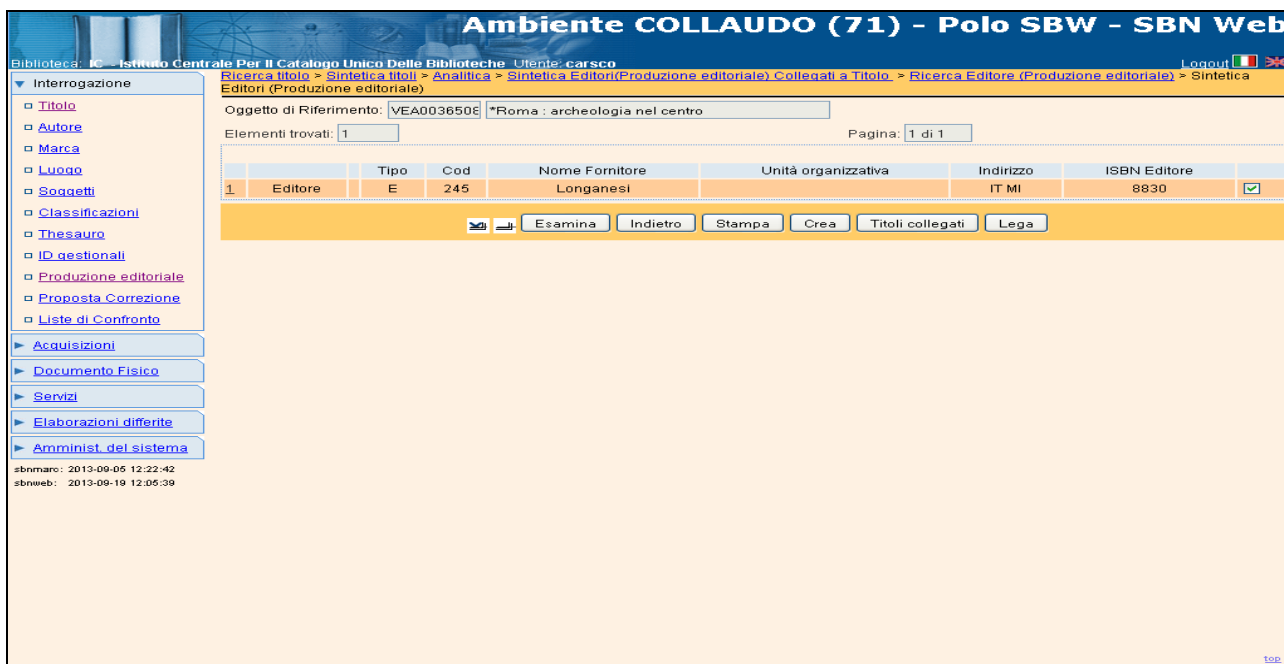 Ambiente COLLAUDO (71) - Polo SBW - SBN Web
Biblioteca: IC - Istituto Centrale Per Il Catalogo Unico Delle Biblioteche Utente: carsco
Logout
Interrogazione
Titolo
Autore
Marca
Luogo
Soggetti
Classificazioni
Thesauro
ID gestionali
Produzione editoriale
Proposta Correzione
Liste di Confronto
Acquisizioni
Documento Fisico
Servizi
Elaborazioni differite
Amminist. del sistema
sbnmarc: 2013-09-05 12:22:42
sbnweb: 2013-09-19 12:05:39
Ricerca titolo > Sintetica titoli > Analitica > Sintetica Editori(Produzione editoriale) Collegati a Titolo > Ricerca Editore (Produzione editoriale) > Sintetica
Editori (Produzione editoriale)
Oggetto di Riferimento: VEA0036508 *Roma : archeologia nel centro
Elementi trovati: 1 Pagina: 1 di 1
Tipo Cod Nome Fornitore Unità organizzativa Indirizzo ISBN Editore
1 Editore E 245 Longanesi IT MI 8830
Esamina Indietro Stampa Crea Titoli collegati Lega
top